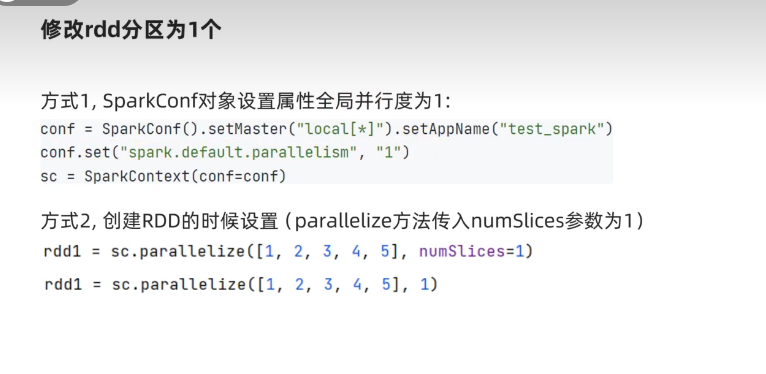 修改rdd分区为1个
方式1, SparkConf对象设置属性全局并行度为1:
conf = SparkConf().setMaster("local[*]").setAppName("test_spark")
conf.set("spark.default.parallelism", "1")
sc = SparkContext(conf=conf)
方式2, 创建RDD的时候设置（parallelize方法传入numSlices参数为1）
rdd1 = sc.parallelize([1, 2, 3, 4, 5], numSlices=1)
rdd1 = sc.parallelize([1, 2, 3, 4, 5], 1)